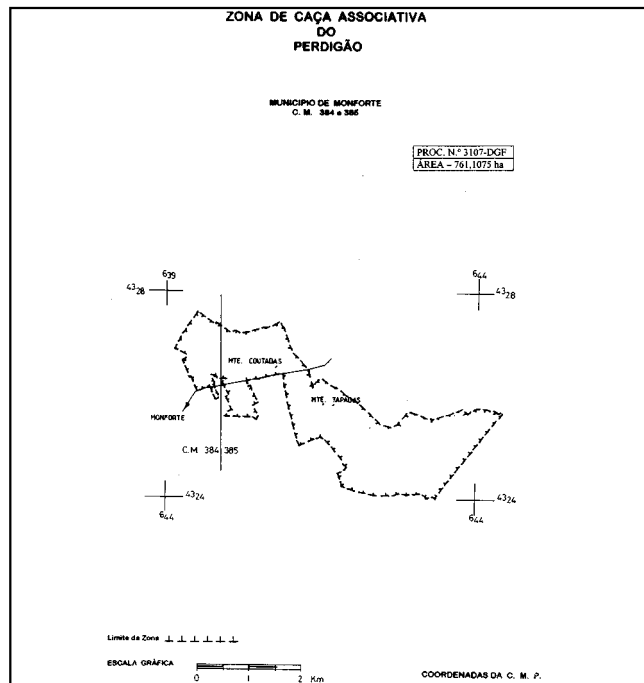 ZONA DE CAÇA ASSOCIATIVA
DO
PERDIGÃO
MUNICIPIO DE MONFORTE
C. M. 384 e 385
PROC. N.º 3107-DGF
ÁREA – 761,1075 ha
639
644
4328
4328
MTE. COUTADAS
MTE. TAPADAS
MONFORTE
C.M. 384 385
4324
4324
644
644
Limite da Zona
ESCALA GRÁFICA
0 1 2 Km
COORDENADAS DA C. M. P.